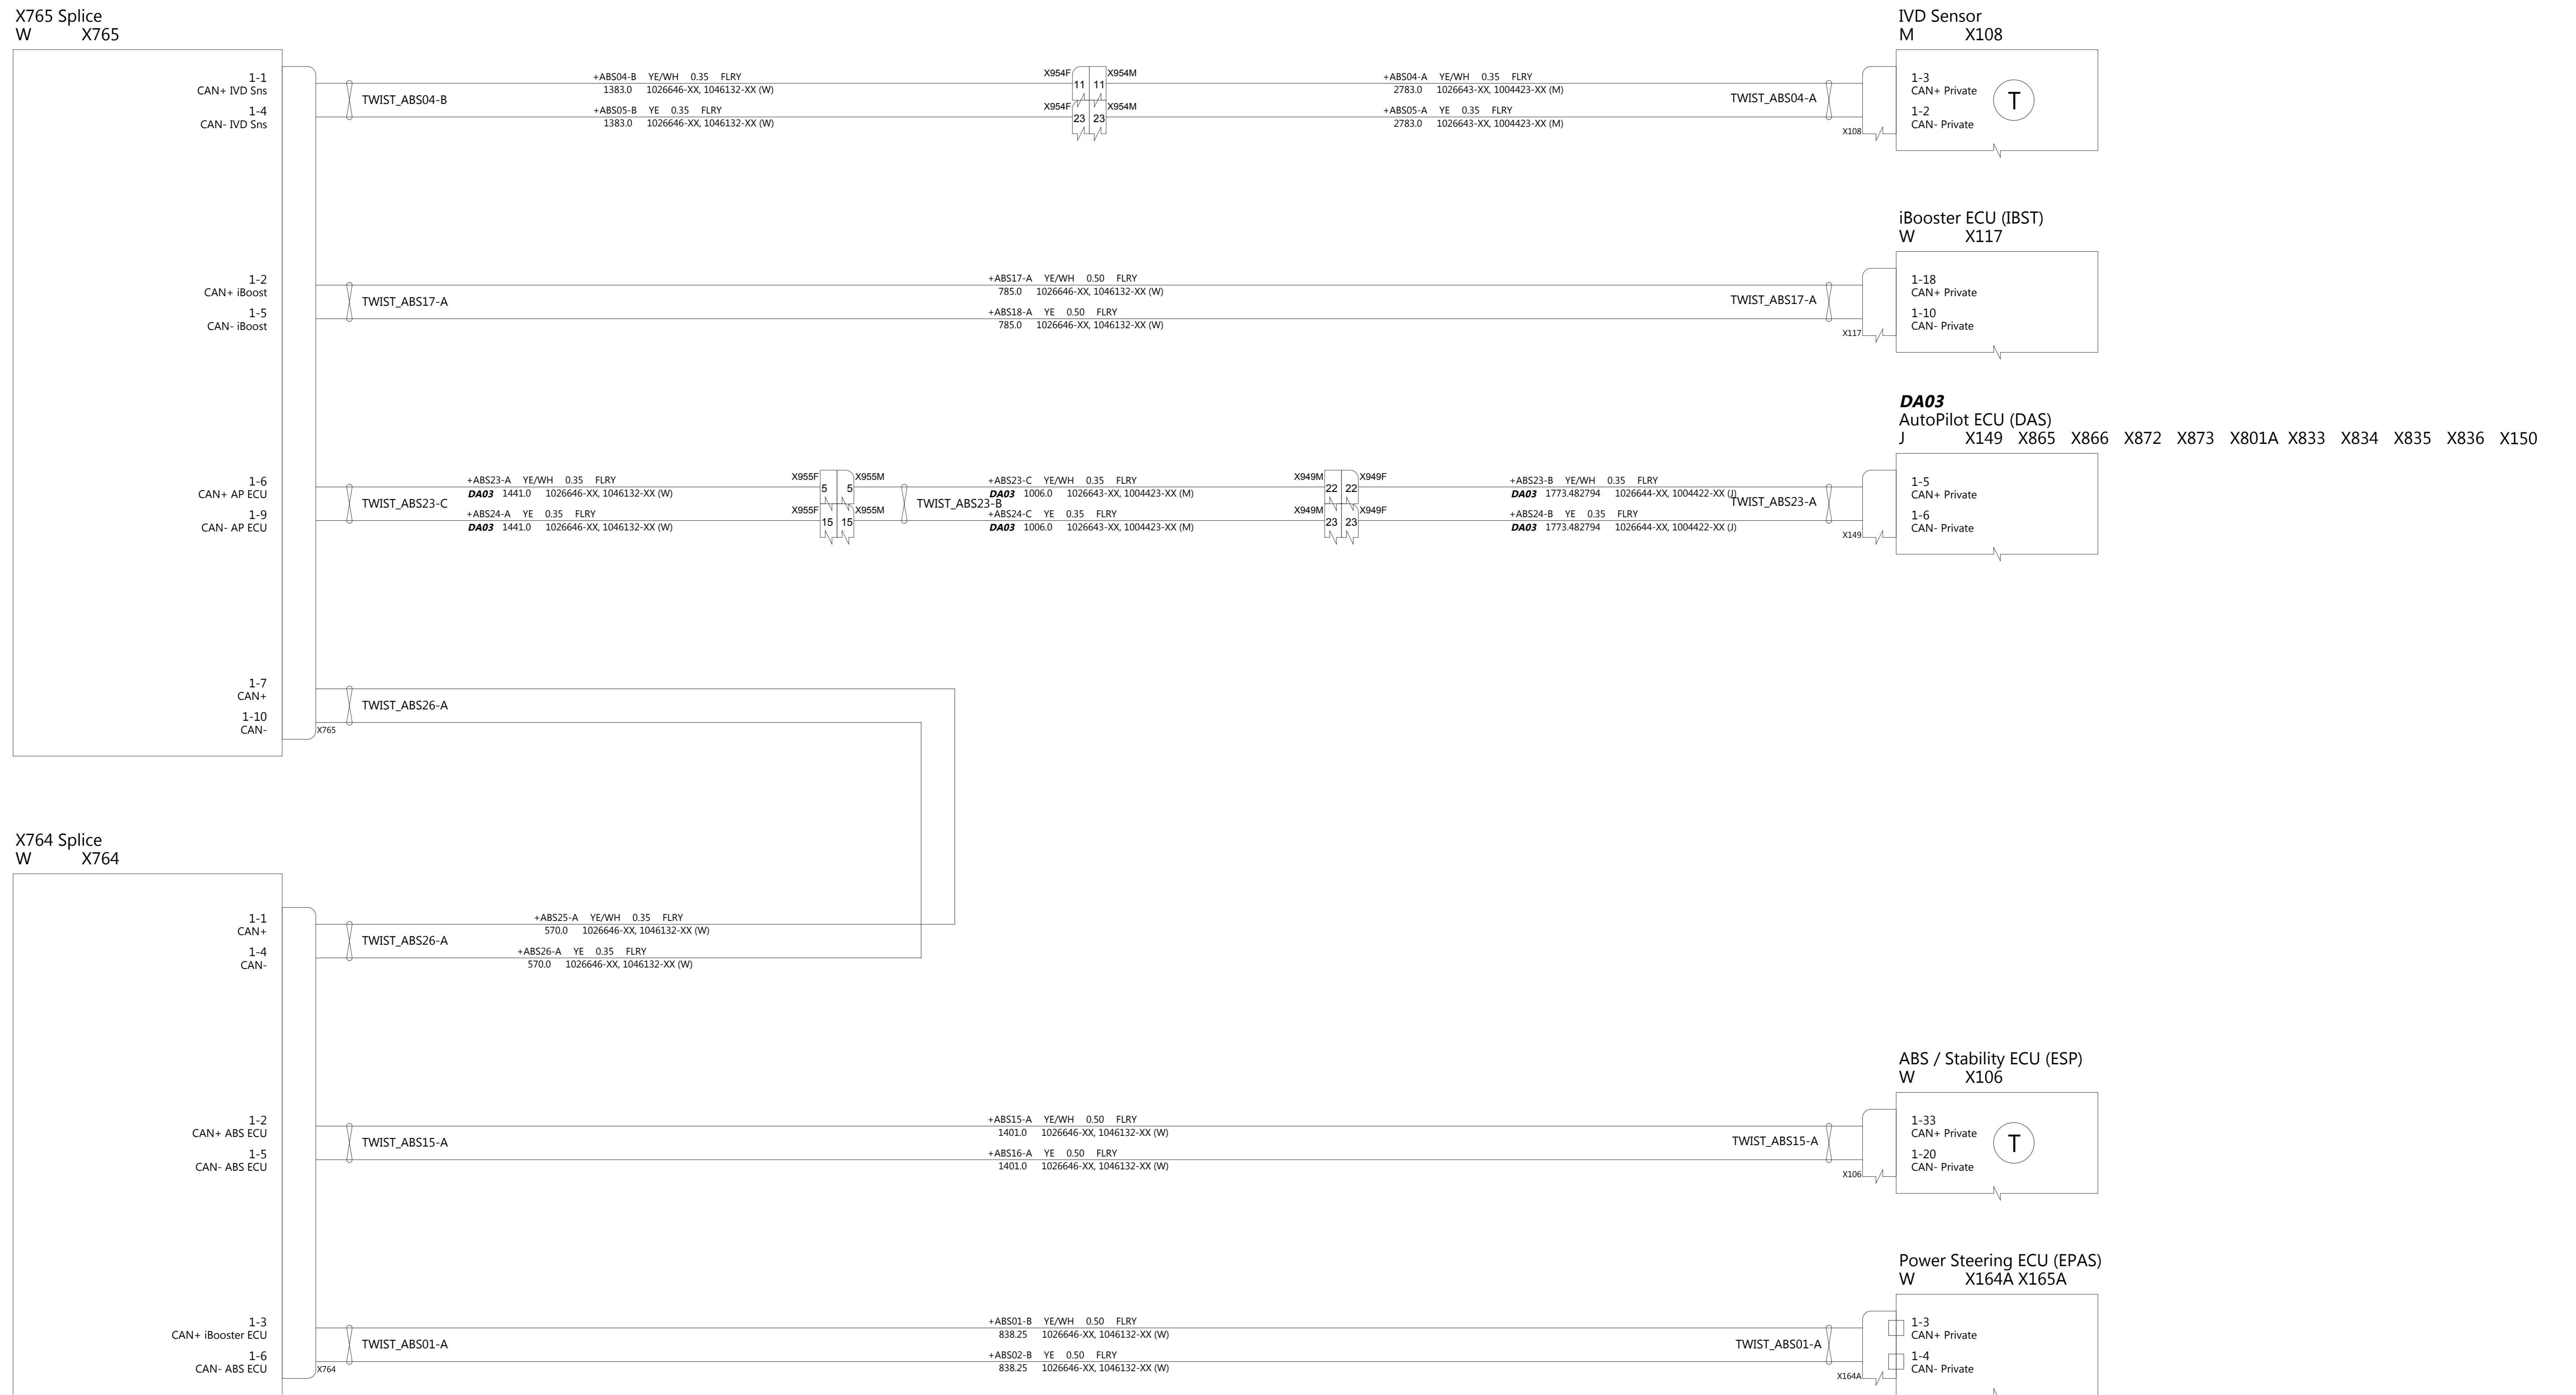 X765 Splice
W X765
IVD Sensor
M X108
1-1
CAN+ IVD Sns
1-4
CAN- IVD Sns
TWIST_ABS04-B
+ABS04-B YE/WH 0.35 FLRY
1383.0 1026646-XX, 1046132-XX (W)
+ABS05-B YE 0.35 FLRY
1383.0 1026646-XX, 1046132-XX (W)
X954F 11 11 X954M
X954F 23 23 X954M
+ABS04-A YE/WH 0.35 FLRY
2783.0 1026643-XX, 1004423-XX (M)
+ABS05-A YE 0.35 FLRY
2783.0 1026643-XX, 1004423-XX (M)
TWIST_ABS04-A
X108
1-3
CAN+ Private
1-2
CAN- Private
T
iBooster ECU (IBST)
W X117
1-2
CAN+ iBoost
1-5
CAN- iBoost
TWIST_ABS17-A
+ABS17-A YE/WH 0.50 FLRY
785.0 1026646-XX, 1046132-XX (W)
+ABS18-A YE 0.50 FLRY
785.0 1026646-XX, 1046132-XX (W)
TWIST_ABS17-A
X117
1-18
CAN+ Private
1-10
CAN- Private
DA03
AutoPilot ECU (DAS)
J X149 X865 X866 X872 X873 X801A X833 X834 X835 X836 X150
1-6
CAN+ AP ECU
1-9
CAN- AP ECU
TWIST_ABS23-C
+ABS23-A YE/WH 0.35 FLRY
DA03 1441.0 1026646-XX, 1046132-XX (W)
+ABS24-A YE 0.35 FLRY
DA03 1441.0 1026646-XX, 1046132-XX (W)
X955F 5 5 X955M
X955F 15 15 X955M
TWIST_ABS23-B
+ABS23-C YE/WH 0.35 FLRY
DA03 1006.0 1026643-XX, 1004423-XX (M)
+ABS24-C YE 0.35 FLRY
DA03 1006.0 1026643-XX, 1004423-XX (M)
X949M 22 22 X949F
X949M 23 23 X949F
+ABS23-B YE/WH 0.35 FLRY
DA03 1773.482794 1026644-XX, 1004422-XX (J)
+ABS24-B YE 0.35 FLRY
DA03 1773.482794 1026644-XX, 1004422-XX (J)
TWIST_ABS23-A
X149
1-5
CAN+ Private
1-6
CAN- Private
1-7
CAN+
1-10
CAN-
TWIST_ABS26-A
X765
X764 Splice
W X764
1-1
CAN+
1-4
CAN-
TWIST_ABS26-A
+ABS25-A YE/WH 0.35 FLRY
570.0 1026646-XX, 1046132-XX (W)
+ABS26-A YE 0.35 FLRY
570.0 1026646-XX, 1046132-XX (W)
ABS / Stability ECU (ESP)
W X106
1-2
CAN+ ABS ECU
1-5
CAN- ABS ECU
TWIST_ABS15-A
+ABS15-A YE/WH 0.50 FLRY
1401.0 1026646-XX, 1046132-XX (W)
+ABS16-A YE 0.50 FLRY
1401.0 1026646-XX, 1046132-XX (W)
TWIST_ABS15-A
X106
1-33
CAN+ Private
1-20
CAN- Private
T
Power Steering ECU (EPAS)
W X164A X165A
1-3
CAN+ iBooster ECU
1-6
CAN- ABS ECU
TWIST_ABS01-A
X764
+ABS01-B YE/WH 0.50 FLRY
838.25 1026646-XX, 1046132-XX (W)
+ABS02-B YE 0.50 FLRY
838.25 1026646-XX, 1046132-XX (W)
TWIST_ABS01-A
X164A
1-3
CAN+ Private
1-4
CAN- Private